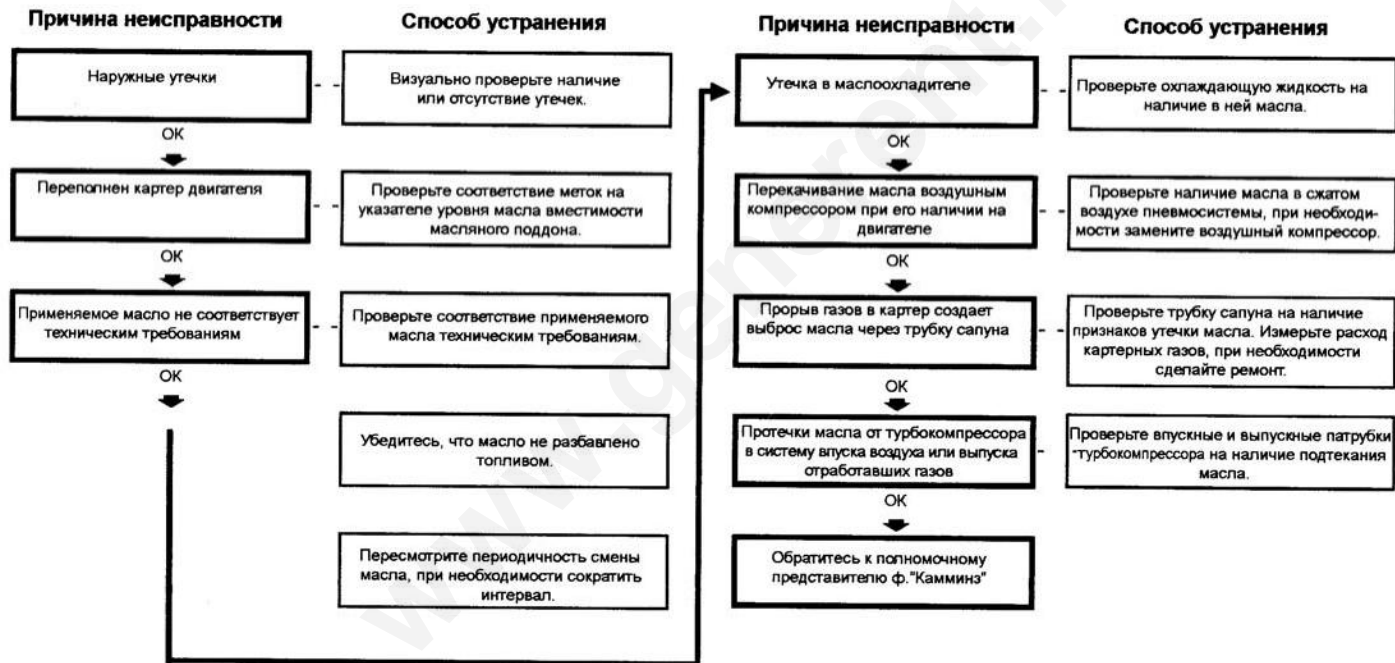 Причина неисправности
Способ устранения
Наружные утечки
Визуально проверьте наличие
или отсутствие утечек.
ОК
Переполнен картер двигателя
Проверьте соответствие меток на
указателе уровня масла вместимости
масляного поддона.
ОК
Применяемое масло не соответствует
техническим требованиям
Проверьте соответствие применяемого
масла техническим требованиям.
ОК
Убедитесь, что масло не разбавлено
топливом.
Пересмотрите периодичность смены
масла, при необходимости сократить
интервал.
Причина неисправности
Способ устранения
Утечка в маслоохладителе
Проверьте охлаждающую жидкость на
наличие в ней масла.
ОК
Перекачивание масла воздушным
компрессором при его наличии на
двигателе
Проверьте наличие масла в сжатом
воздухе пневмосистемы, при необходи-
мости замените воздушный компрессор.
ОК
Прорыв газов в картер создает
выброс масла через трубку сапуна
Проверьте трубку сапуна на наличие
признаков утечки масла. Измерьте расход
картерных газов, при необходимости
сделайте ремонт.
ОК
Протечки масла от турбокомпрессора
в систему впуска воздуха или выпуска
отработавших газов
Проверьте впускные и выпускные патрубки
турбокомпрессора на наличие подтекания
масла.
ОК
Обратитесь к полномочному
представителю ф."Камминз"
www.generent.